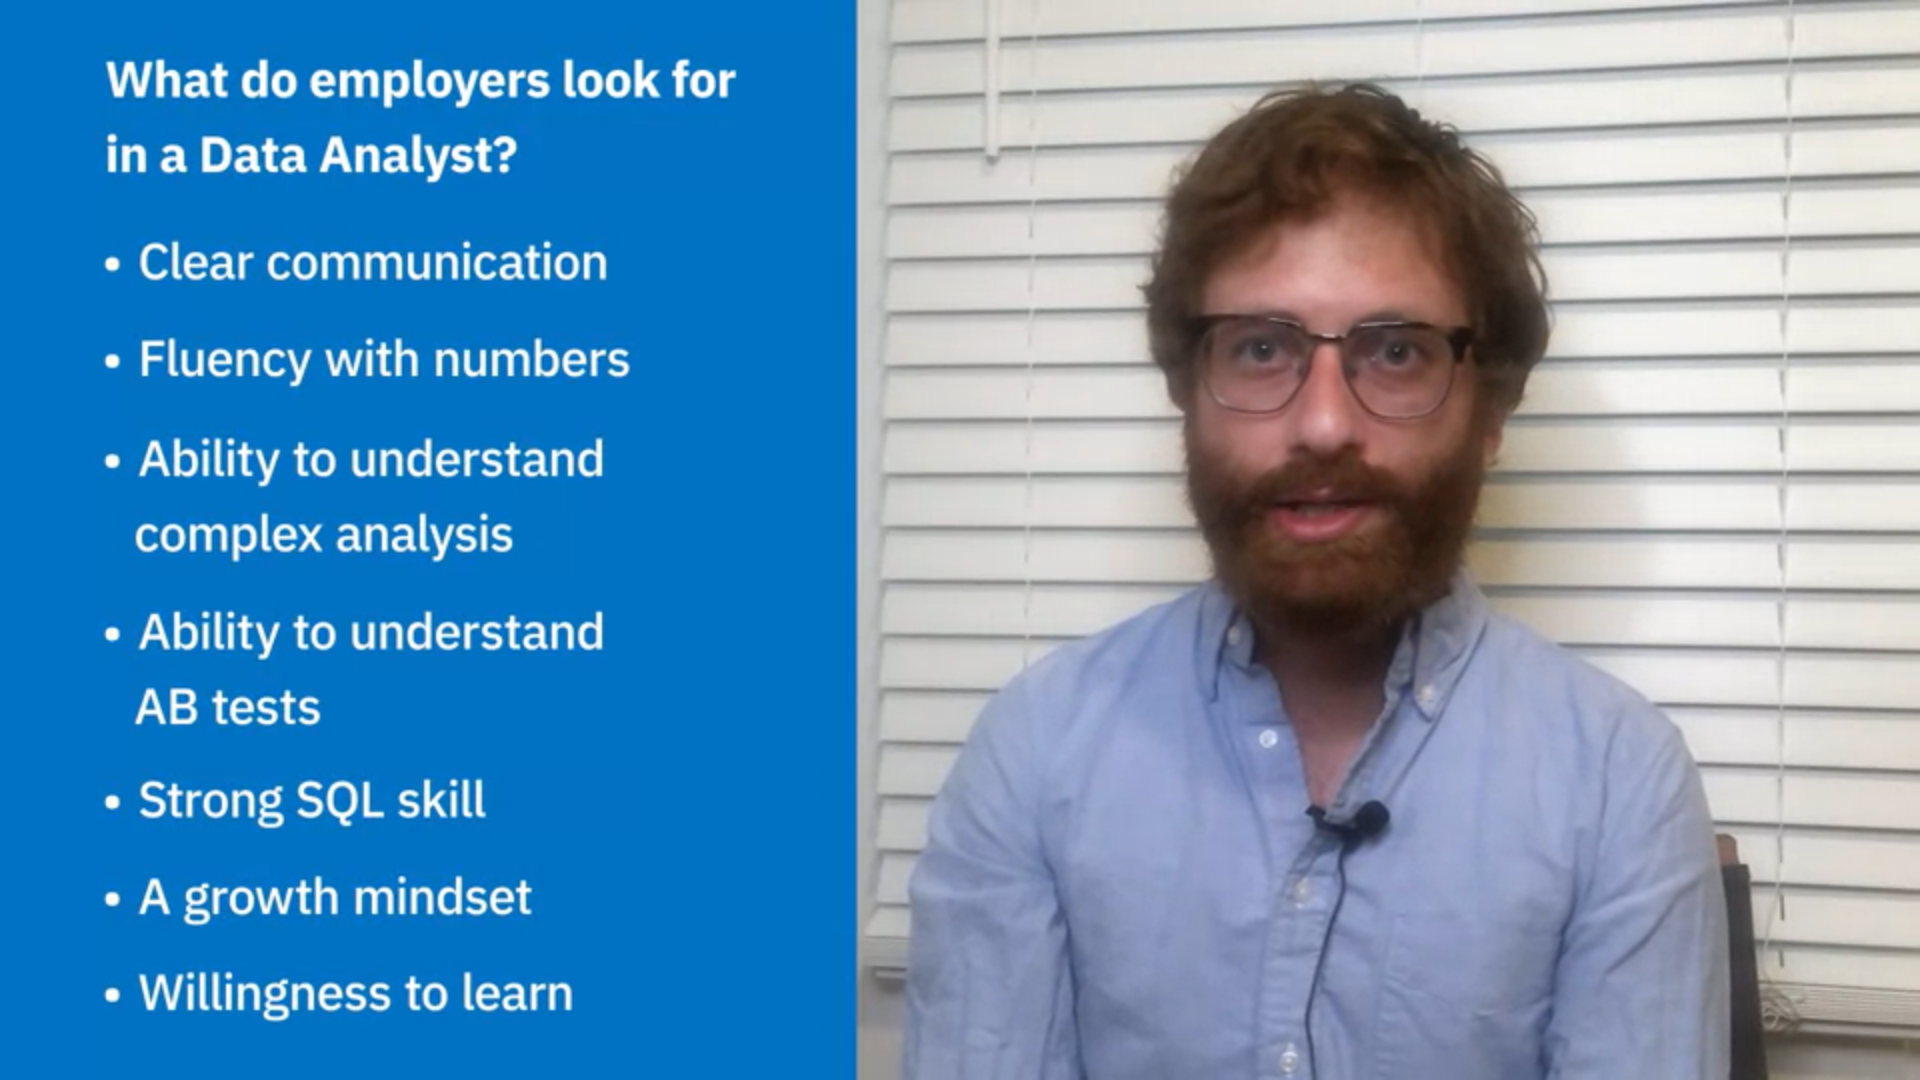 What do employers look for
in a Data Analyst?
• Clear communication
• Fluency with numbers
• Ability to understand
complex analysis
• Ability to understand
AB tests
• Strong SQL skill
• A growth mindset
• Willingness to learn